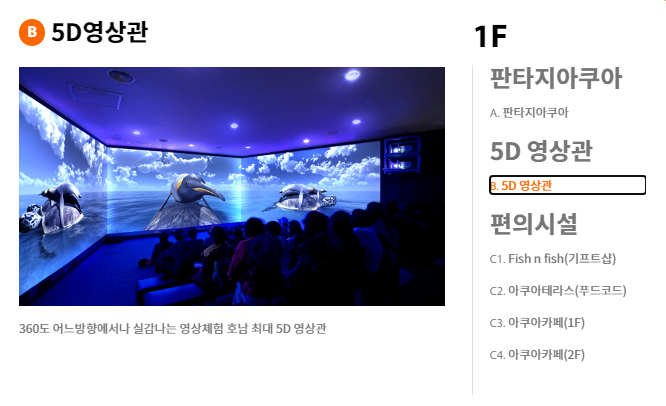 B 5D영상관
360도 어느방향에서나 실감나는 영상체험 호남 최대 5D 영상관
1F
판타지아쿠아
A. 판타지아쿠아
5D 영상관
B. 5D 영상관
편의시설
C1. Fish n fish(기프트샵)
C2. 아쿠아테라스(푸드코드)
C3. 아쿠아카페(1F)
C4. 아쿠아카페(2F)